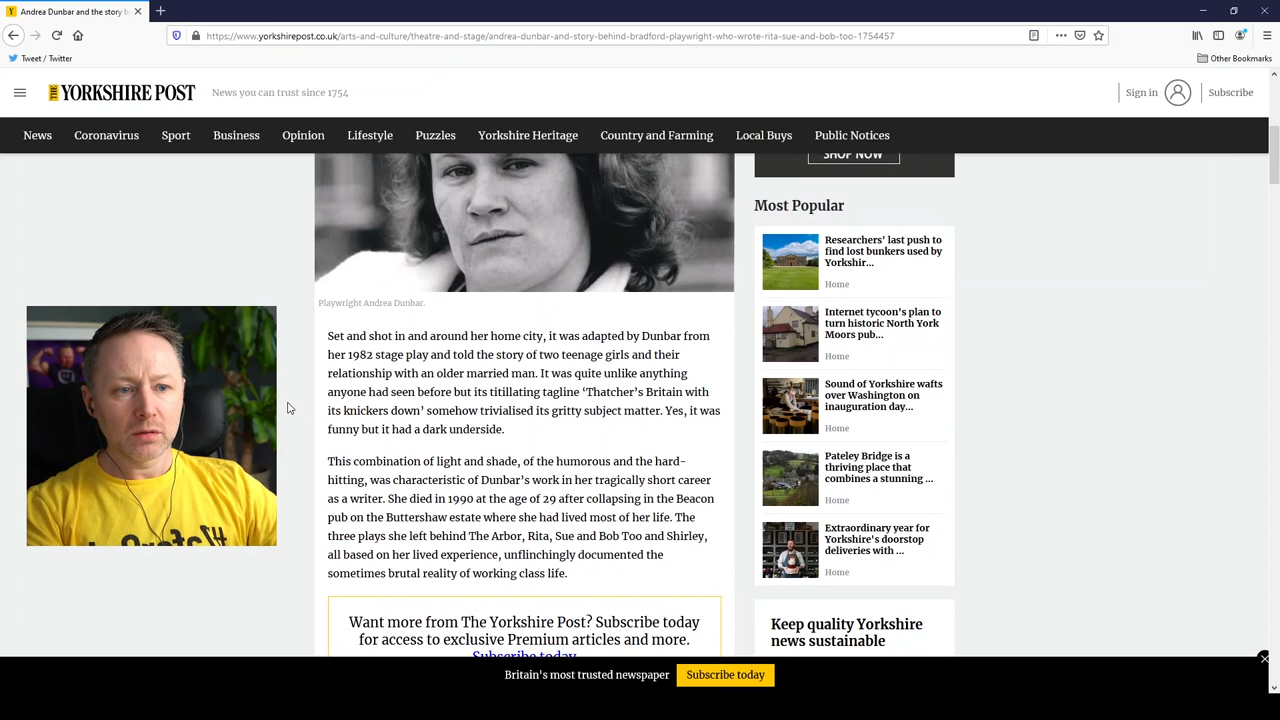 Andrea Dunbar and the story b
https://www.yorkshirepost.co.uk/arts-and-culture/theatre-and-stage/andrea-dunbar-and-story-behind-bradford-playwright-who-wrote-rita-sue-and-bob-too-1754457
Tweet / Twitter
Other Bookmarks
THE YORKSHIRE POST
News you can trust since 1754
Sign in
Subscribe
News
Coronavirus
Sport
Business
Opinion
Lifestyle
Puzzles
Yorkshire Heritage
Country and Farming
Local Buys
Public Notices
SHOP NOW
Playwright Andrea Dunbar.
Set and shot in and around her home city, it was adapted by Dunbar from
her 1982 stage play and told the story of two teenage girls and their
relationship with an older married man. It was quite unlike anything
anyone had seen before but its titillating tagline ‘Thatcher’s Britain with
its knickers down’ somehow trivialised its gritty subject matter. Yes, it was
funny but it had a dark underside.
This combination of light and shade, of the humorous and the hard-
hitting, was characteristic of Dunbar’s work in her tragically short career
as a writer. She died in 1990 at the age of 29 after collapsing in the Beacon
pub on the Buttershaw estate where she had lived most of her life. The
three plays she left behind The Arbor, Rita, Sue and Bob Too and Shirley,
all based on her lived experience, unflinchingly documented the
sometimes brutal reality of working class life.
Want more from The Yorkshire Post? Subscribe today
for access to exclusive Premium articles and more.
Subscribe today
Most Popular
Researchers' last push to
find lost bunkers used by
Yorkshir...
Home
Internet tycoon's plan to
turn historic North York
Moors pub...
Home
Sound of Yorkshire wafts
over Washington on
inauguration day...
Home
Pateley Bridge is a
thriving place that
combines a stunning ...
Home
Extraordinary year for
Yorkshire's doorstop
deliveries with ...
Home
Keep quality Yorkshire
news sustainable
Britain's most trusted newspaper
Subscribe today